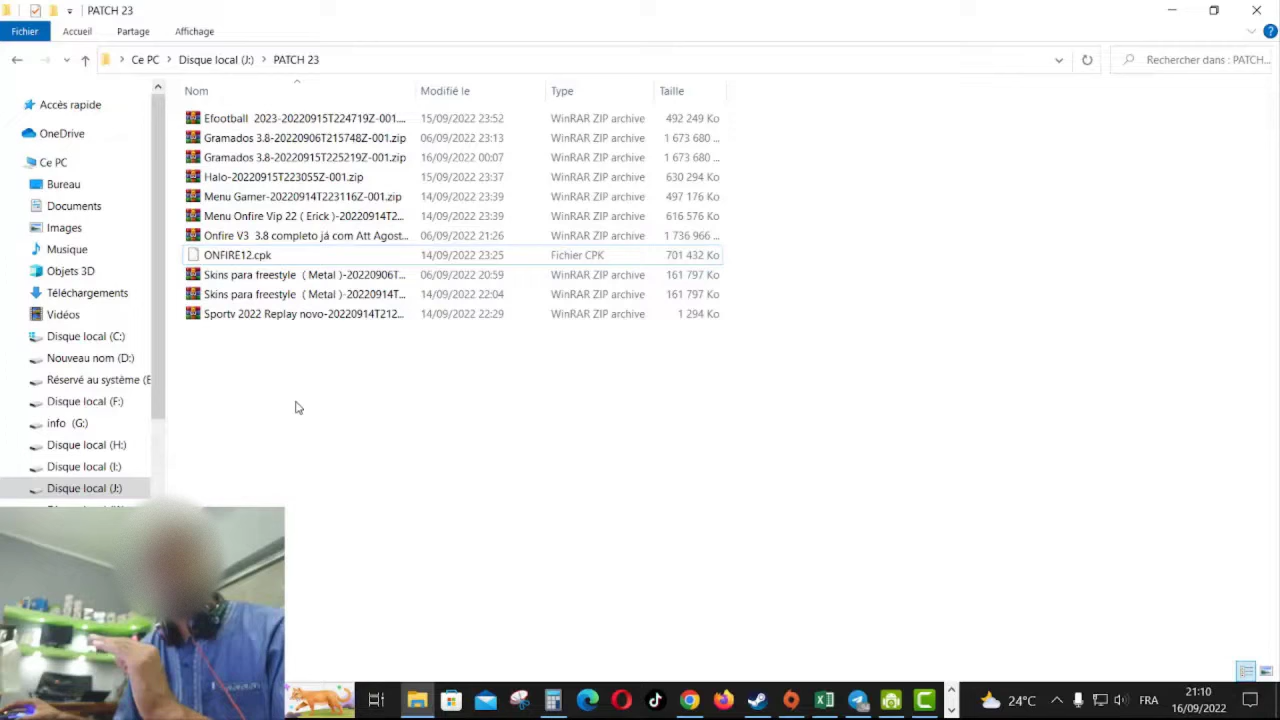 PATCH 23
Fichier Accueil Partage Affichage
Ce PC Disque local (J:) PATCH 23 Rechercher dans : PATCH...
Nom Modifié le Type Taille
Efootball 2023-20220915T224719Z-001.... 15/09/2022 23:52 WinRAR ZIP archive 492 249 Ko
Gramados 3.8-20220906T215748Z-001.zip 06/09/2022 23:13 WinRAR ZIP archive 1 673 680 ...
Gramados 3.8-20220915T225219Z-001.zip 16/09/2022 00:07 WinRAR ZIP archive 1 673 680 ...
Halo-20220915T223055Z-001.zip 15/09/2022 23:37 WinRAR ZIP archive 630 294 Ko
Menu Gamer-20220914T223116Z-001.zip 14/09/2022 23:39 WinRAR ZIP archive 497 176 Ko
Menu Onfire Vip 22 ( Erick )-20220914T2... 14/09/2022 23:39 WinRAR ZIP archive 616 576 Ko
Onfire V3 3.8 completo já com Att Agost... 06/09/2022 21:26 WinRAR ZIP archive 1 736 966 ...
ONFIRE12.cpk 14/09/2022 23:25 Fichier CPK 701 432 Ko
Skins para freestyle ( Metal )-20220906T... 06/09/2022 20:59 WinRAR ZIP archive 161 797 Ko
Skins para freestyle ( Metal )-20220914T... 14/09/2022 22:04 WinRAR ZIP archive 161 797 Ko
Sportv 2022 Replay novo-20220914T212... 14/09/2022 22:29 WinRAR ZIP archive 1 294 Ko
Accès rapide
OneDrive
Ce PC
Bureau
Documents
Images
Musique
Objets 3D
Téléchargements
Vidéos
Disque local (C:)
Nouveau nom (D:)
Réservé au système (E
Disque local (F:)
info (G:)
Disque local (H:)
Disque local (I:)
Disque local (J:)
24°C FRA 21:10
16/09/2022